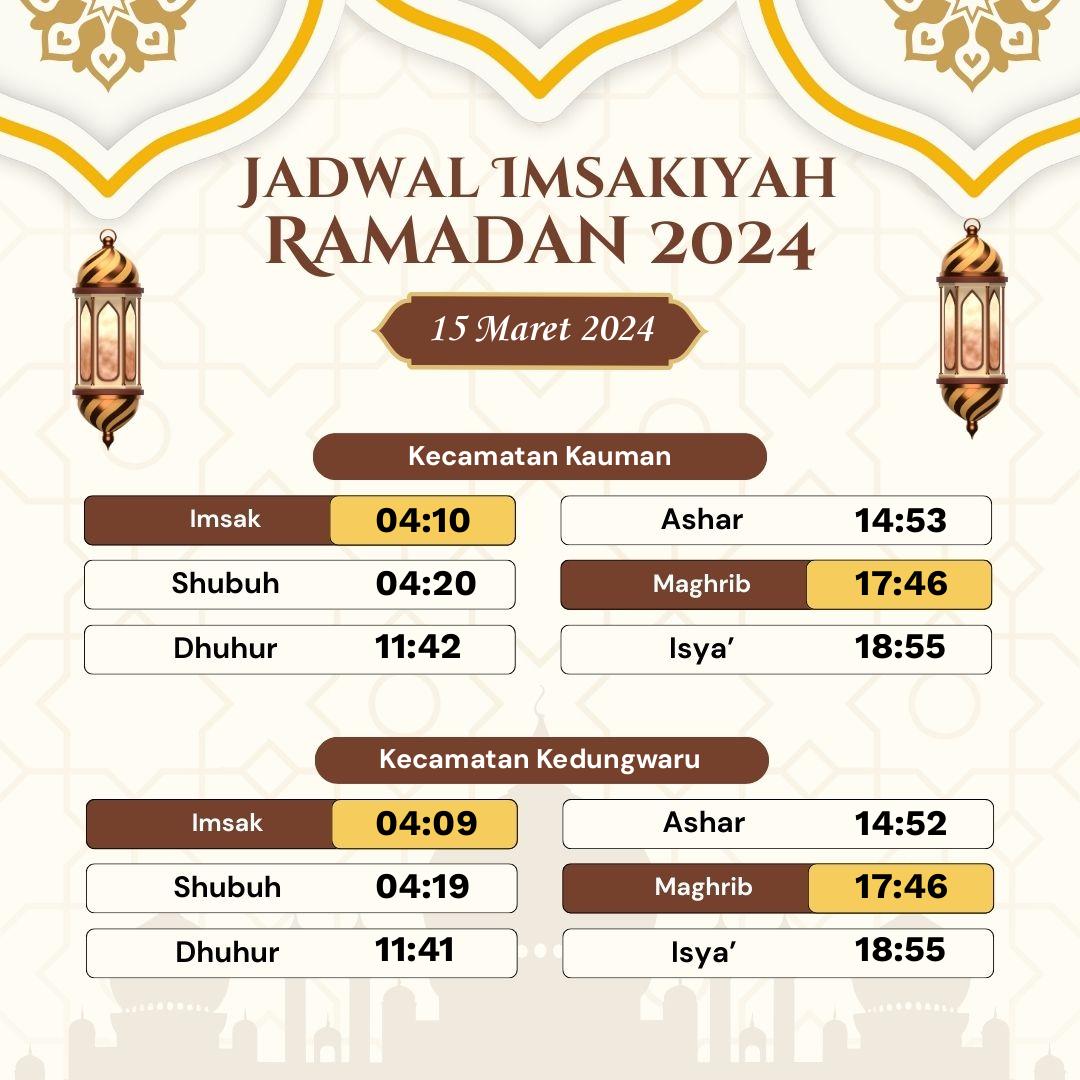 Jadwal Imsakiyah
Ramadan 2024
15 Maret 2024
Kecamatan Kauman
Imsak 04:10
Shubuh 04:20
Dhuhur 11:42
Ashar 14:53
Maghrib 17:46
Isya’ 18:55
Kecamatan Kedungwaru
Imsak 04:09
Shubuh 04:19
Dhuhur 11:41
Ashar 14:52
Maghrib 17:46
Isya’ 18:55